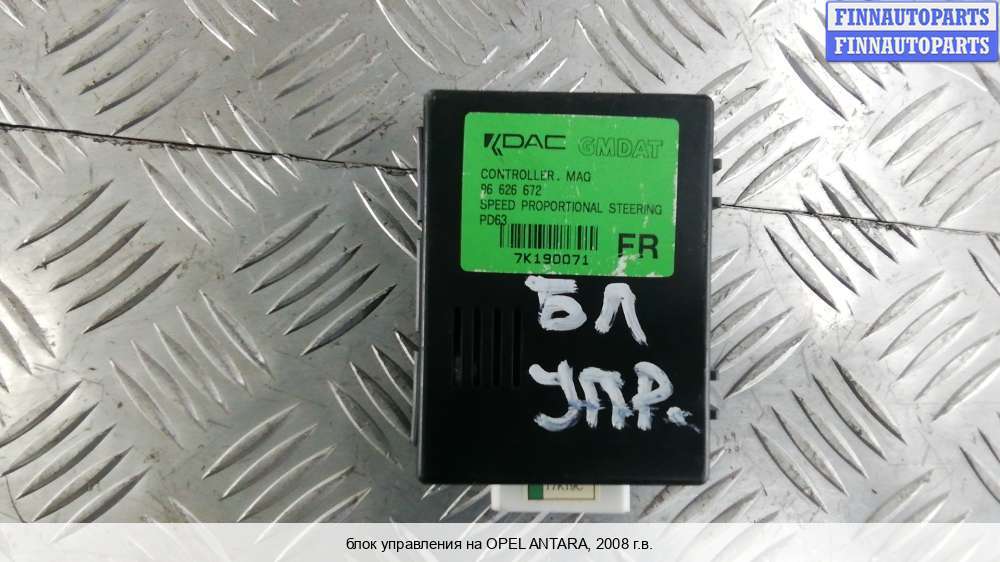 FINNAUTOPARTS
FINNAUTOPARTS
KDAC GMDAT
CONTROLLER. MAG
96 626 672
SPEED PROPORTIONAL STEERING
PD63
ER
7K190071
БЛ
УПР.
блок управления на OPEL ANTARA, 2008 г.в.